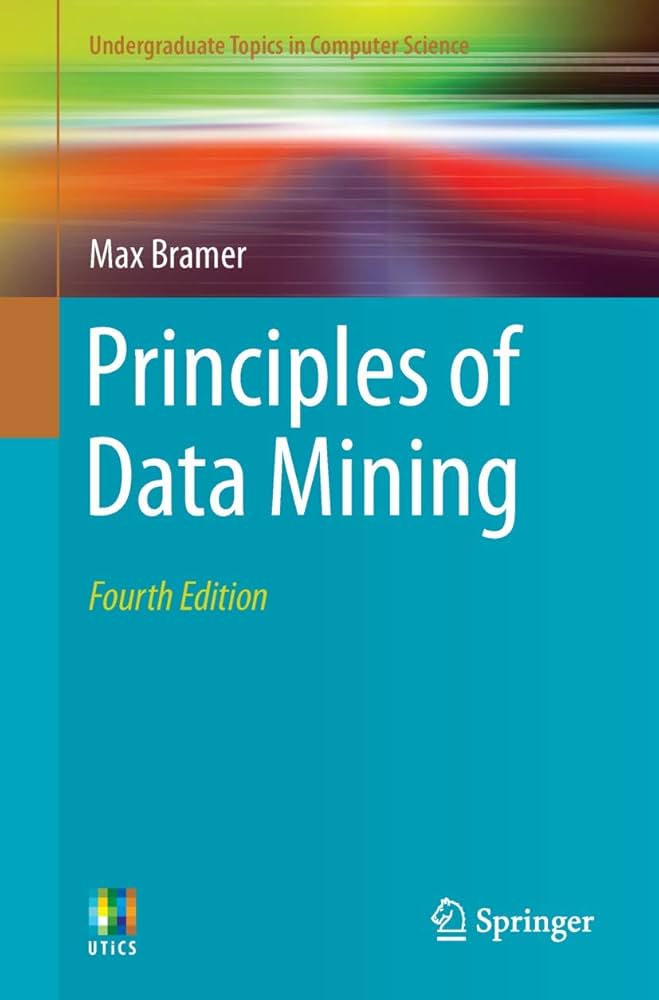 Undergraduate Topics in Computer Science
Max Bramer
Principles of
Data Mining
Fourth Edition
UTiCS
Springer